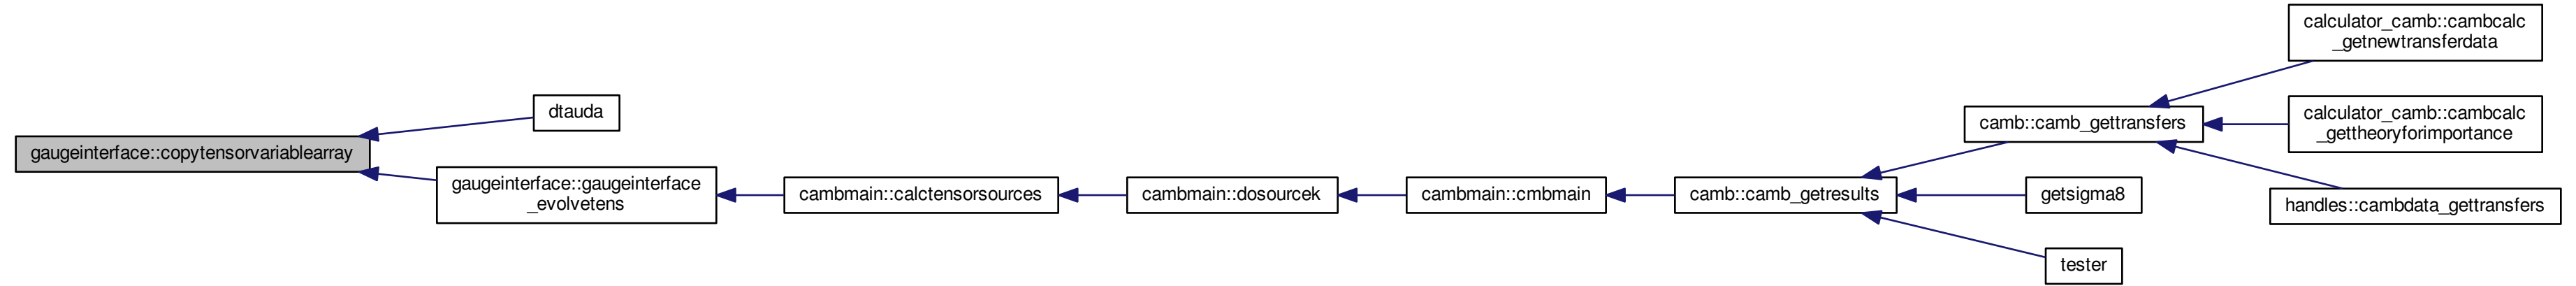 gaugeinterface::copytensorvariablearray
dtauda
gaugeinterface::gaugeinterface
_evolvetens
cambmain::calctensorsources
cambmain::dosourcek
cambmain::cmbmain
camb::camb_getresults
camb::camb_gettransfers
getsigma8
tester
calculator_camb::cambcalc
_getnewtransferdata
calculator_camb::cambcalc
_gettheoryforimportance
handles::cambdata_gettransfers